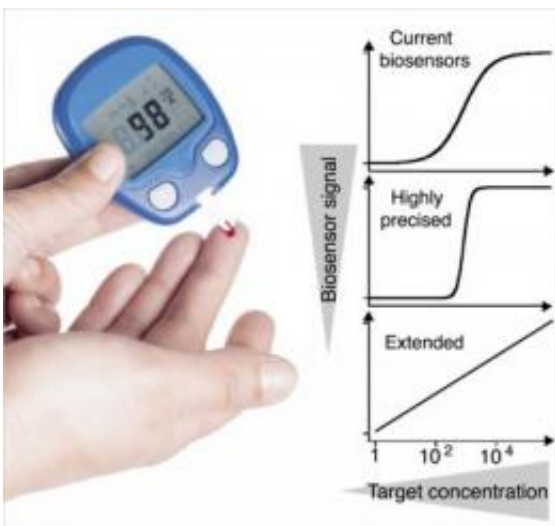 98
Current
biosensors
Highly
precised
Extended
Biosensor signal
1 10² 10⁴
Target concentration